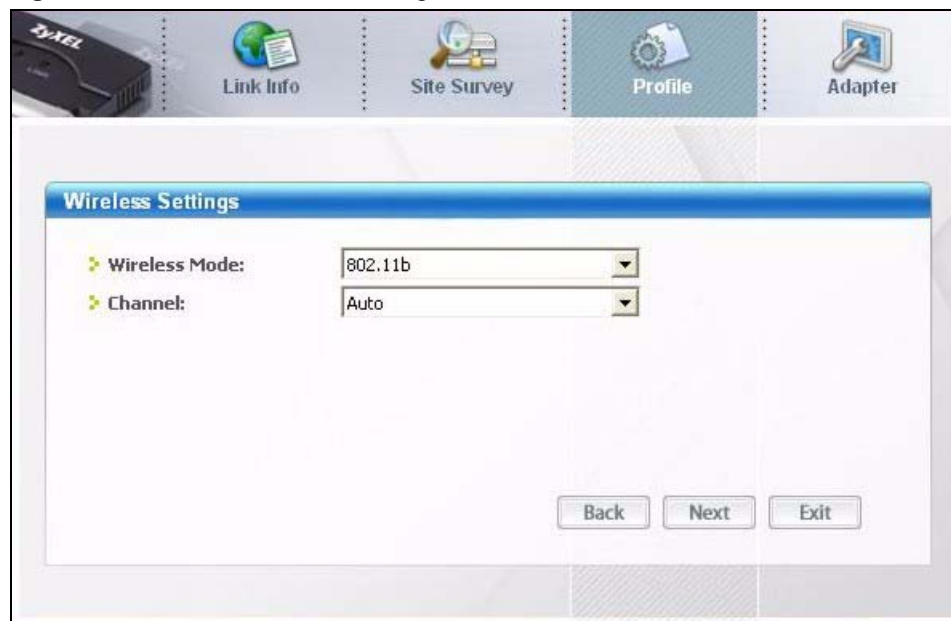 ZyXEL
Link Info
Site Survey
Profile
Adapter
Wireless Settings
Wireless Mode: 802.11b
Channel: Auto
Back Next Exit